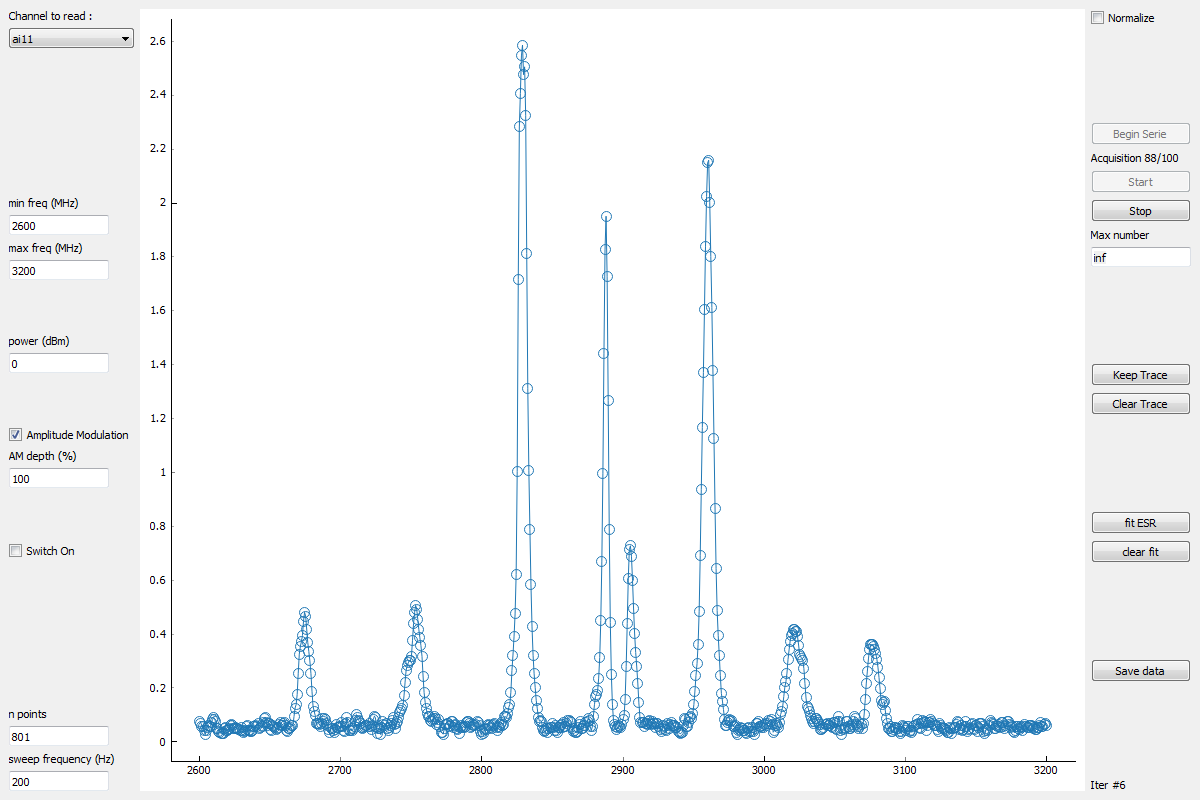 Channel to read :
ai11
min freq (MHz)
2600
max freq (MHz)
3200
power (dBm)
0
Amplitude Modulation
AM depth (%)
100
Switch On
n points
801
sweep frequency (Hz)
200
2.6
2.4
2.2
2
1.8
1.6
1.4
1.2
1
0.8
0.6
0.4
0.2
0
2600 2700 2800 2900 3000 3100 3200
Normalize
Begin Serie
Acquisition 88/100
Start
Stop
Max number
inf
Keep Trace
Clear Trace
fit ESR
clear fit
Save data
Iter #6